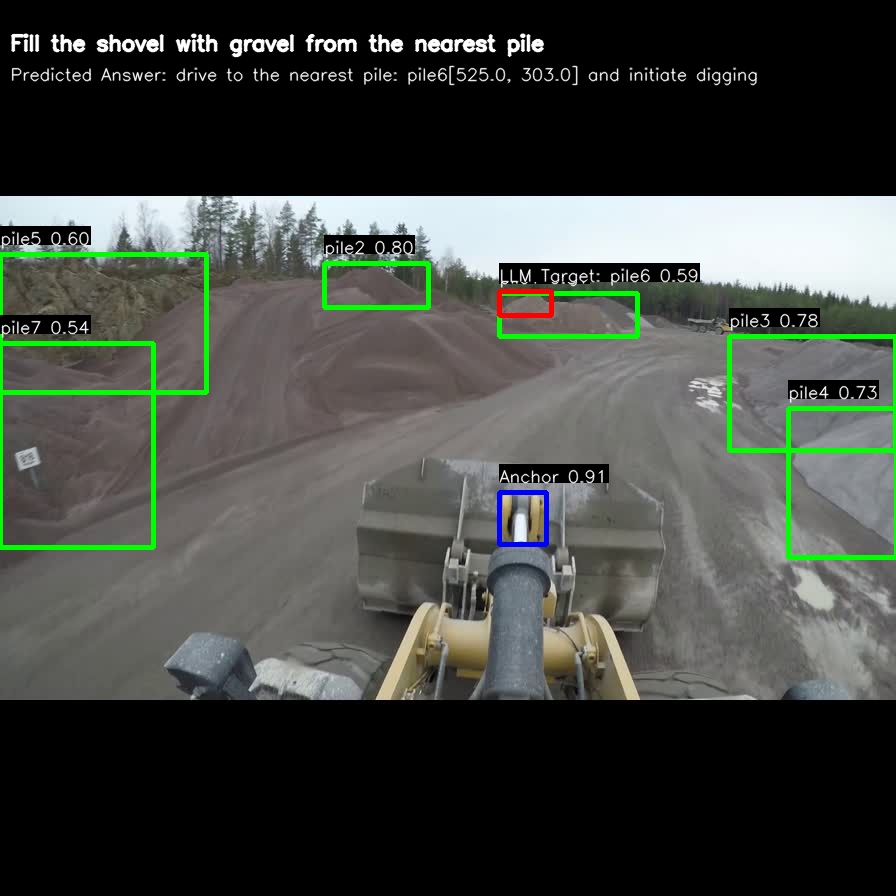 Fill the shovel with gravel from the nearest pile
Predicted Answer: drive to the nearest pile: pile6[525.0, 303.0] and initiate digging
pile5 0.60
pile2 0.80
LLM Target: pile6 0.59
pile7 0.54
pile3 0.78
pile4 0.73
Anchor 0.91